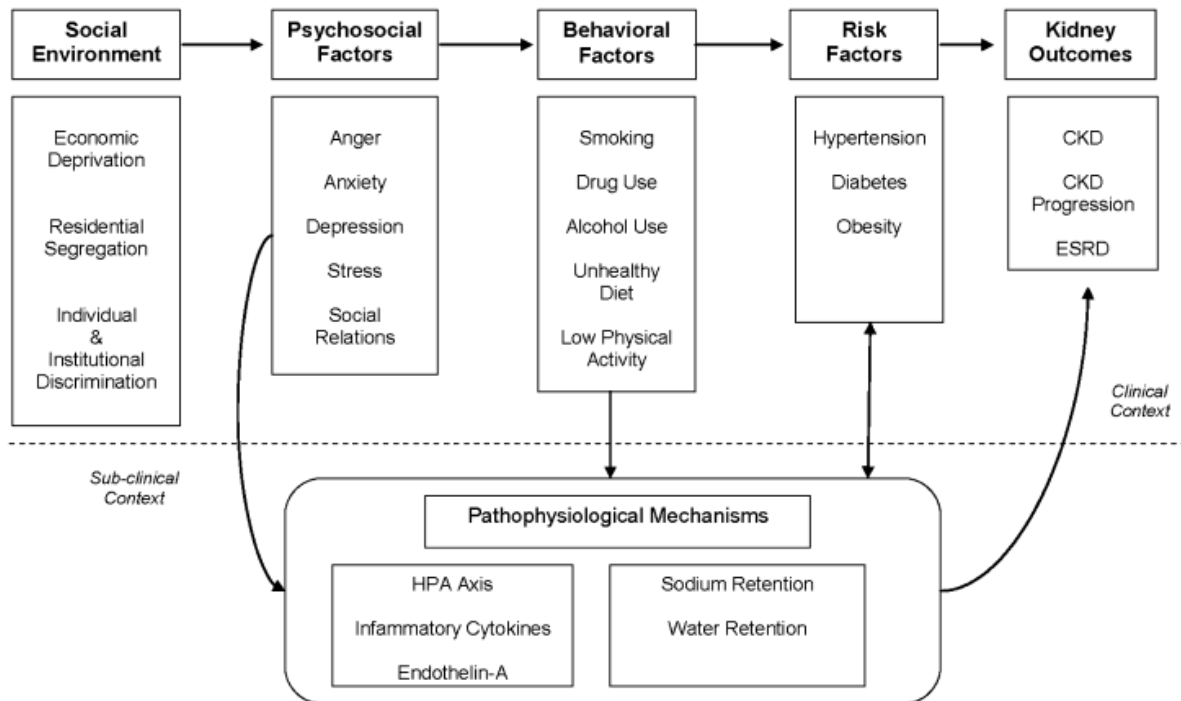 Social
Environment
Psychosocial
Factors
Behavioral
Factors
Risk
Factors
Kidney
Outcomes
Economic
Deprivation
Residential
Segregation
Individual
&
Institutional
Discrimination
Anger
Anxiety
Depression
Stress
Social
Relations
Smoking
Drug Use
Alcohol Use
Unhealthy
Diet
Low Physical
Activity
Hypertension
Diabetes
Obesity
CKD
CKD
Progression
ESRD
Clinical
Context
Sub-clinical
Context
Pathophysiological Mechanisms
HPA Axis
Infammatory Cytokines
Endothelin-A
Sodium Retention
Water Retention